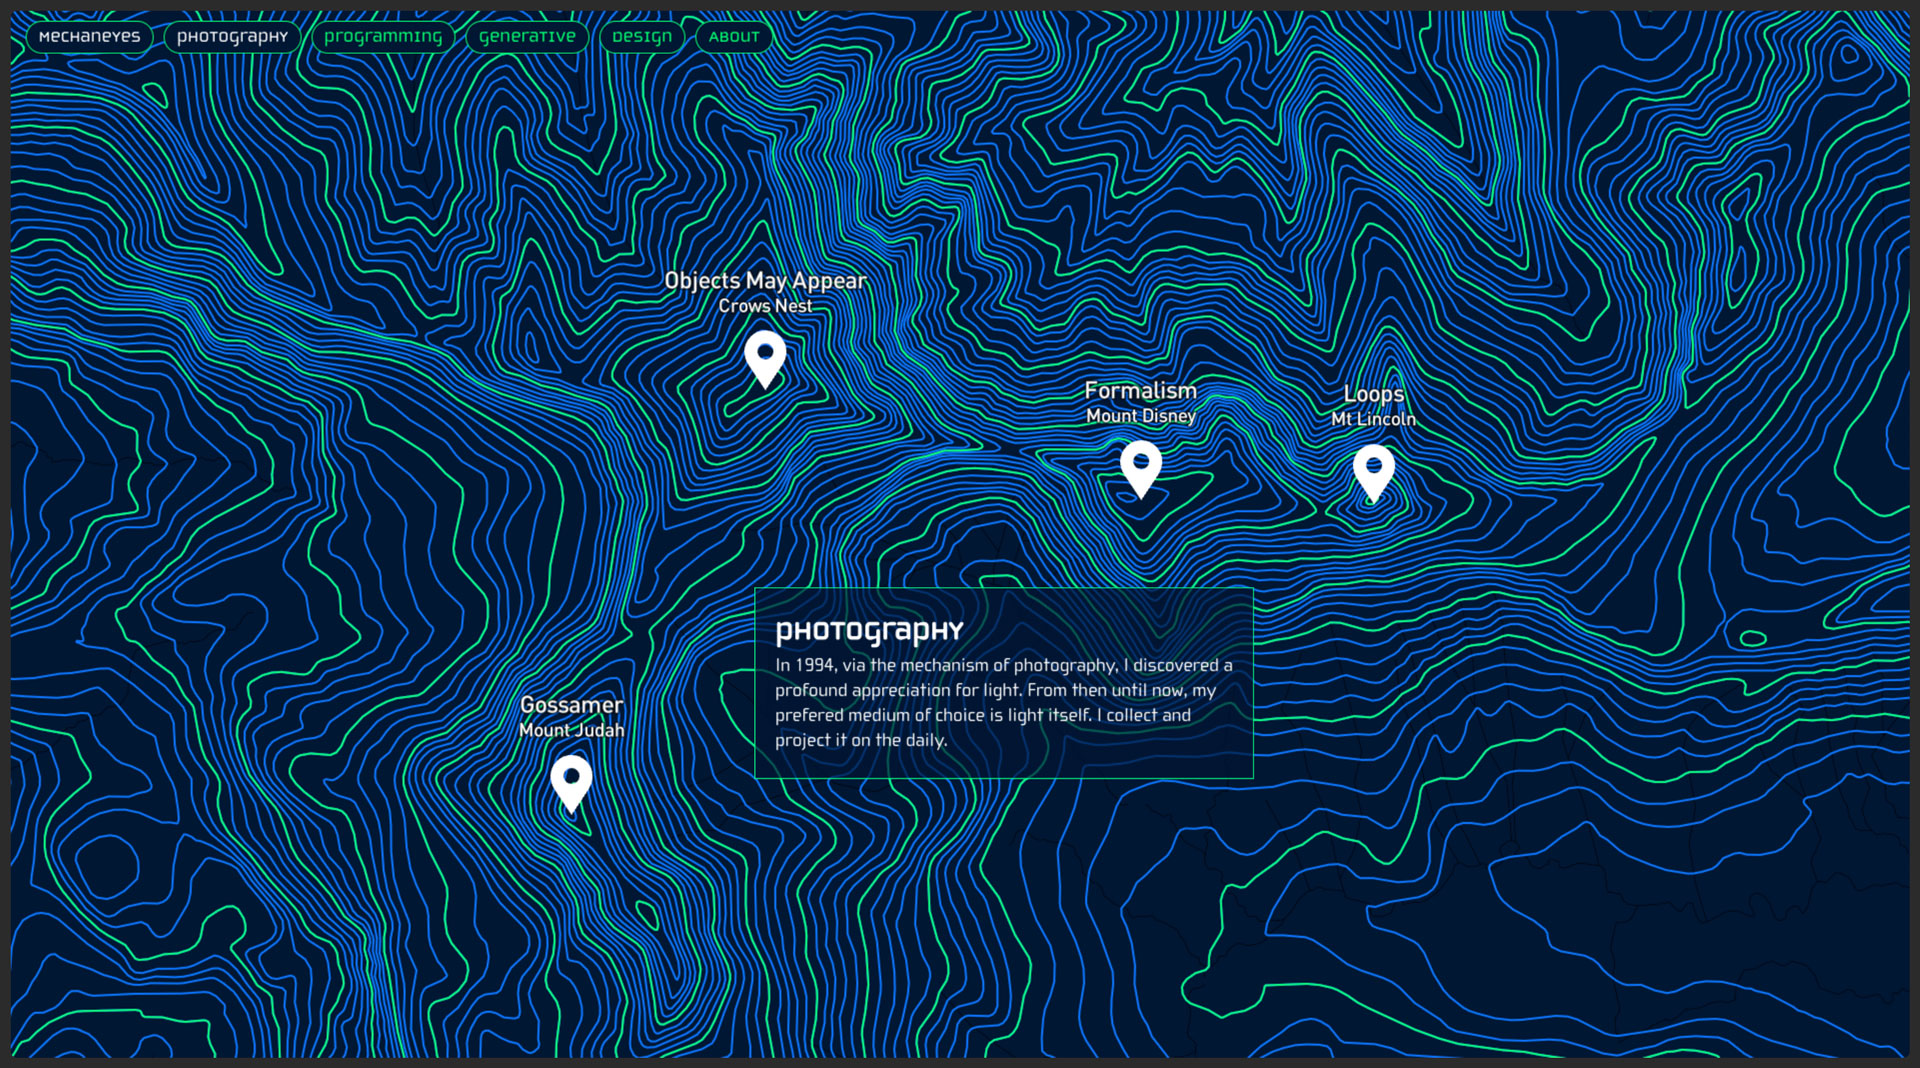 MECHANEYES
PHOTOGRAPHY
PROGRAMMING
GENERATIVE
DESIGN
ABOUT
Objects May Appear
Crows Nest
Formalism
Mount Disney
Loops
Mt Lincoln
PHOTOGRAPHY
In 1994, via the mechanism of photography, I discovered a
profound appreciation for light. From then until now, my
prefered medium of choice is light itself. I collect and
project it on the daily.
Gossamer
Mount Judah